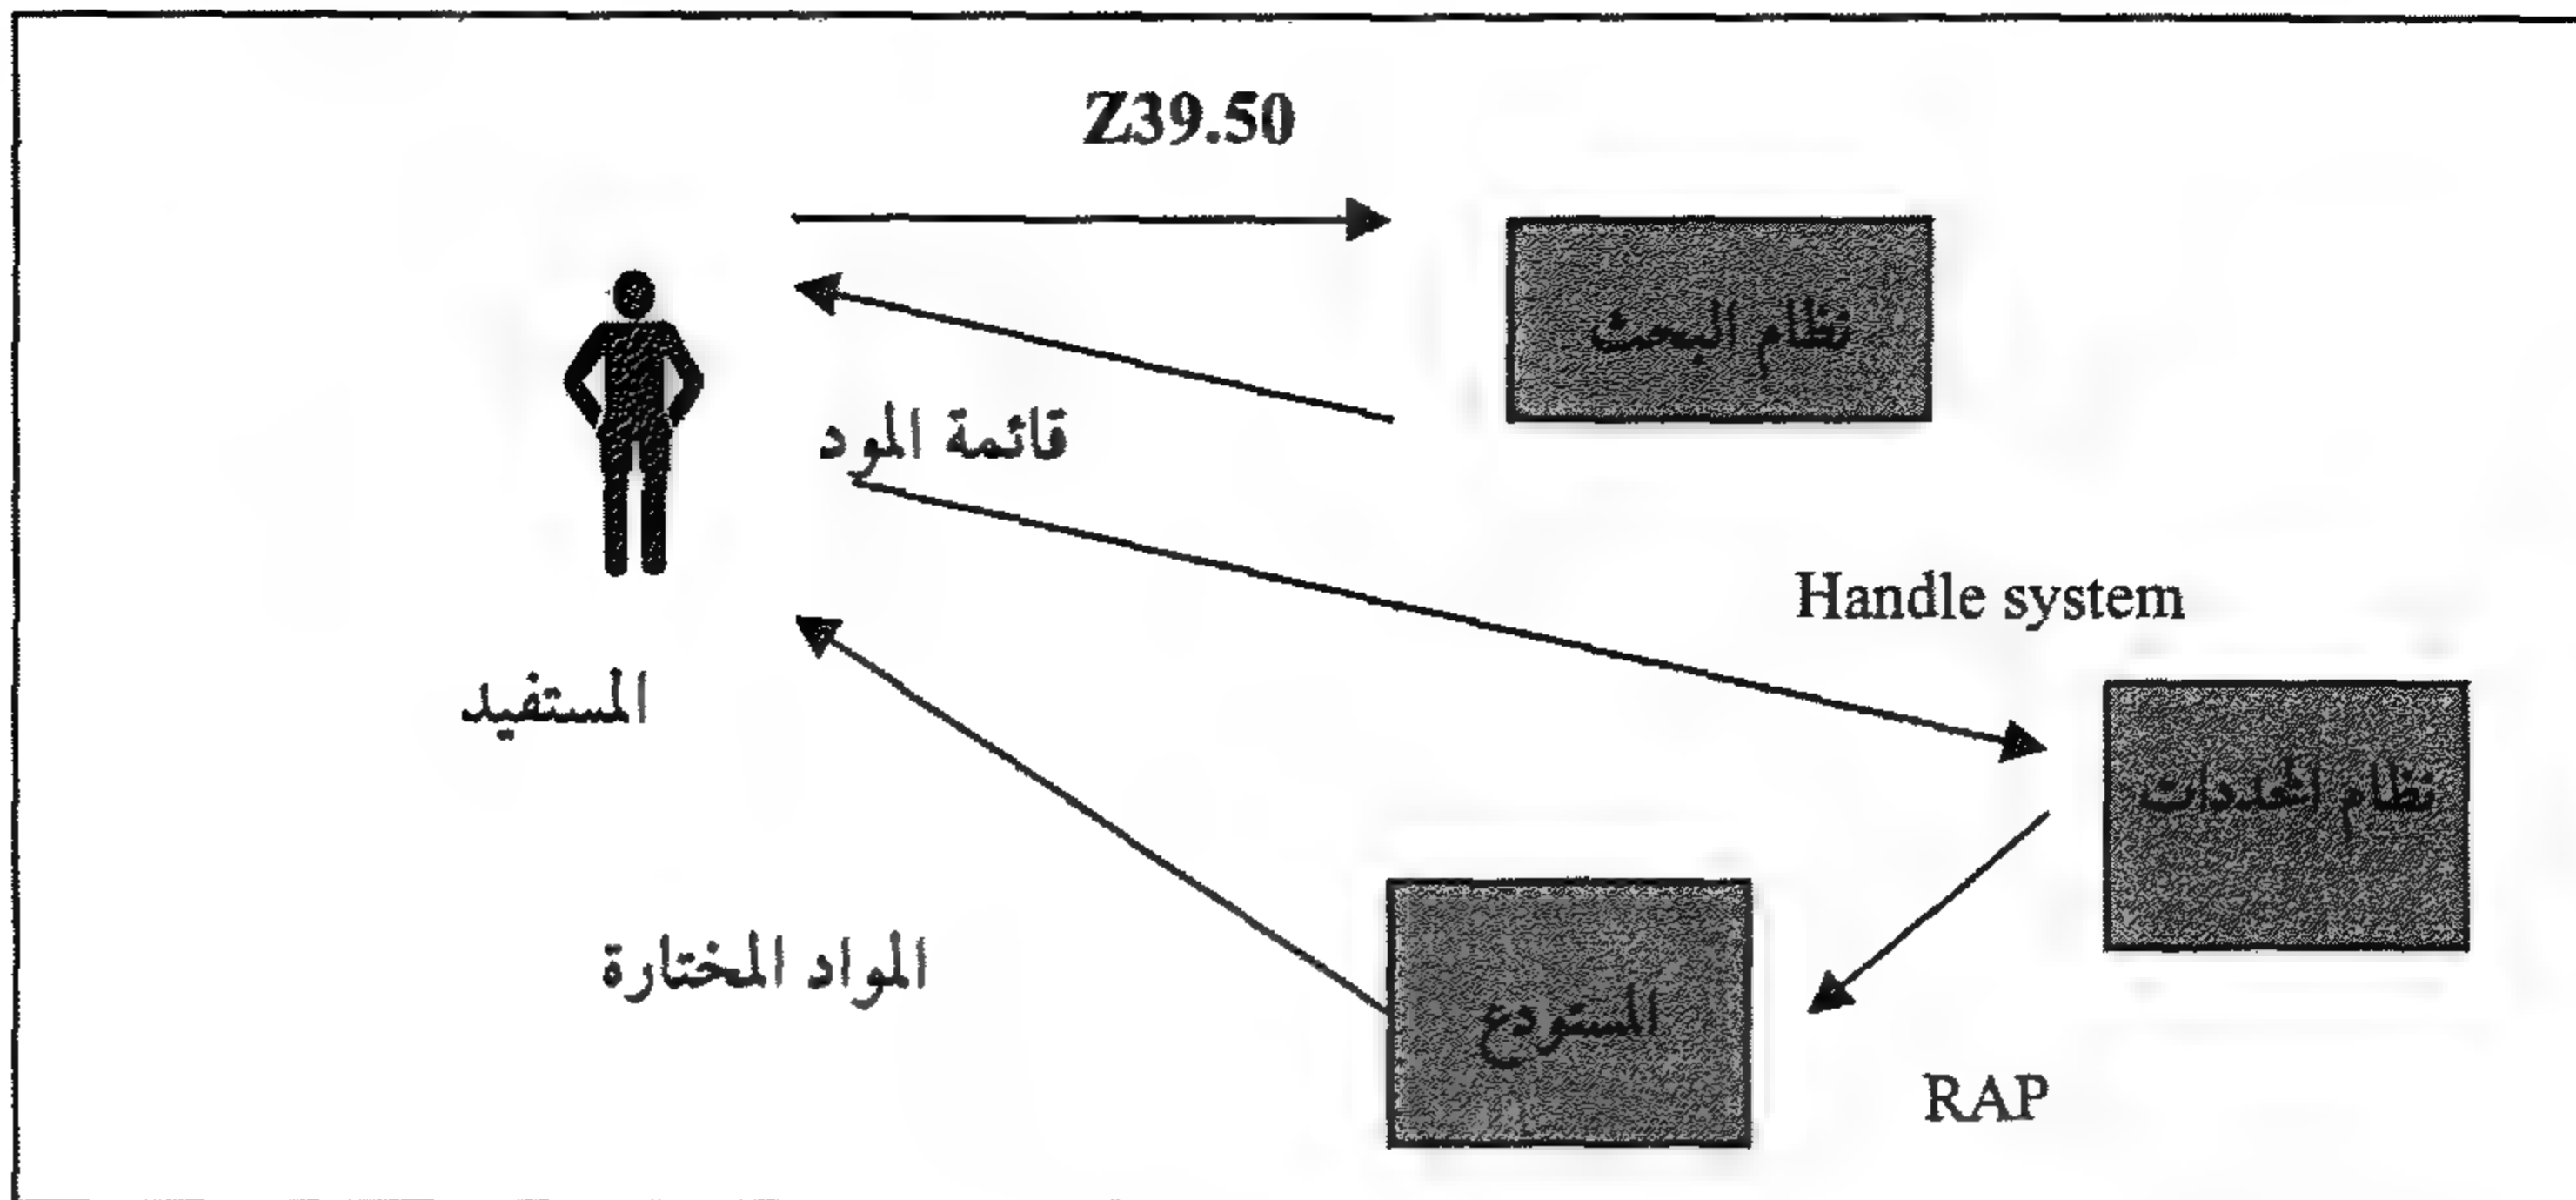 Z39.50
نظام البحث
قائمة المود
Handle system
المستفيد
نظام المحددات
المواد المختارة
المستودع
RAP